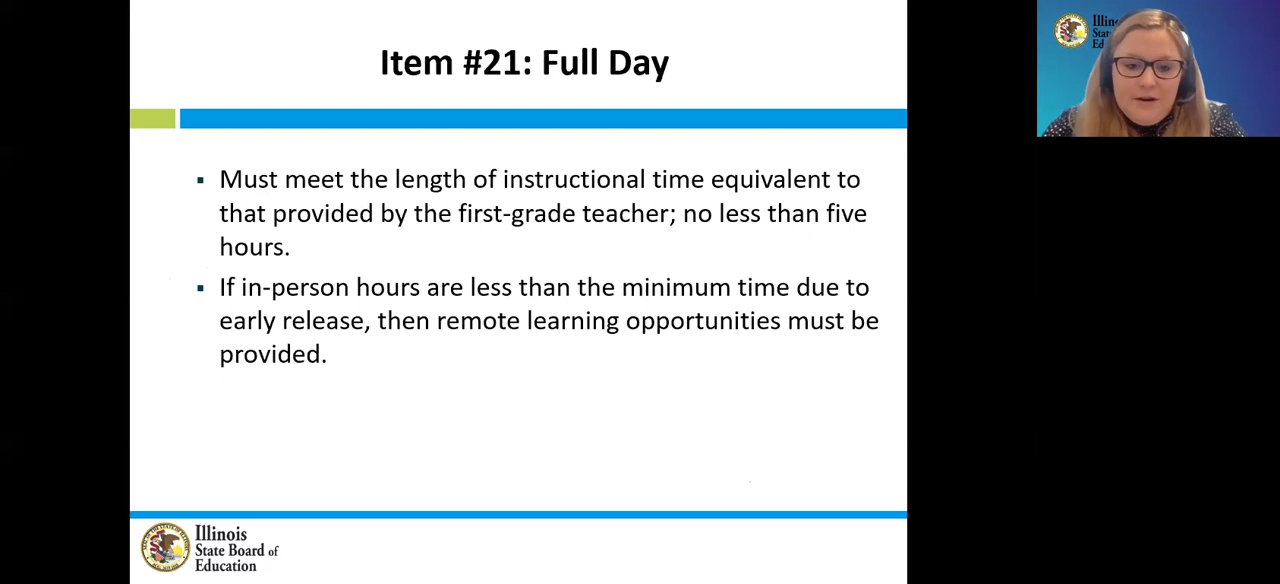 Item #21: Full Day
▪ Must meet the length of instructional time equivalent to
that provided by the first-grade teacher; no less than five
hours.
▪ If in-person hours are less than the minimum time due to
early release, then remote learning opportunities must be
provided.
Illinois
State Board of
Education